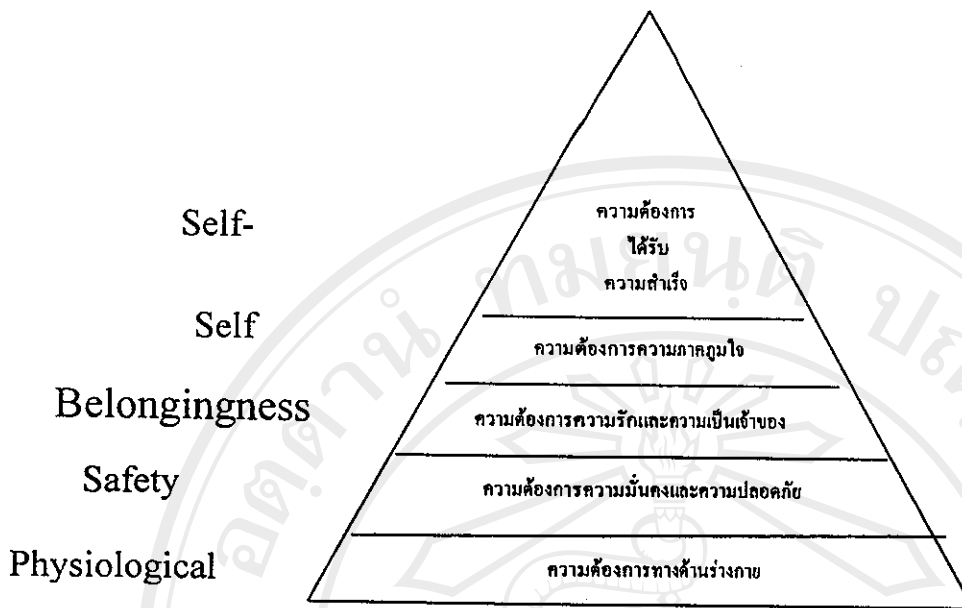 Self-
ความต้องการ
ได้รับ
ความสำเร็จ
Self
ความต้องการความภาคภูมใจ
Belongingness
ความต้องการความรักและความเป็นเจ้าของ
Safety
ความต้องการความมั่นคงและความปลอดภัย
Physiological
ความต้องการทางด้านร่างกาย